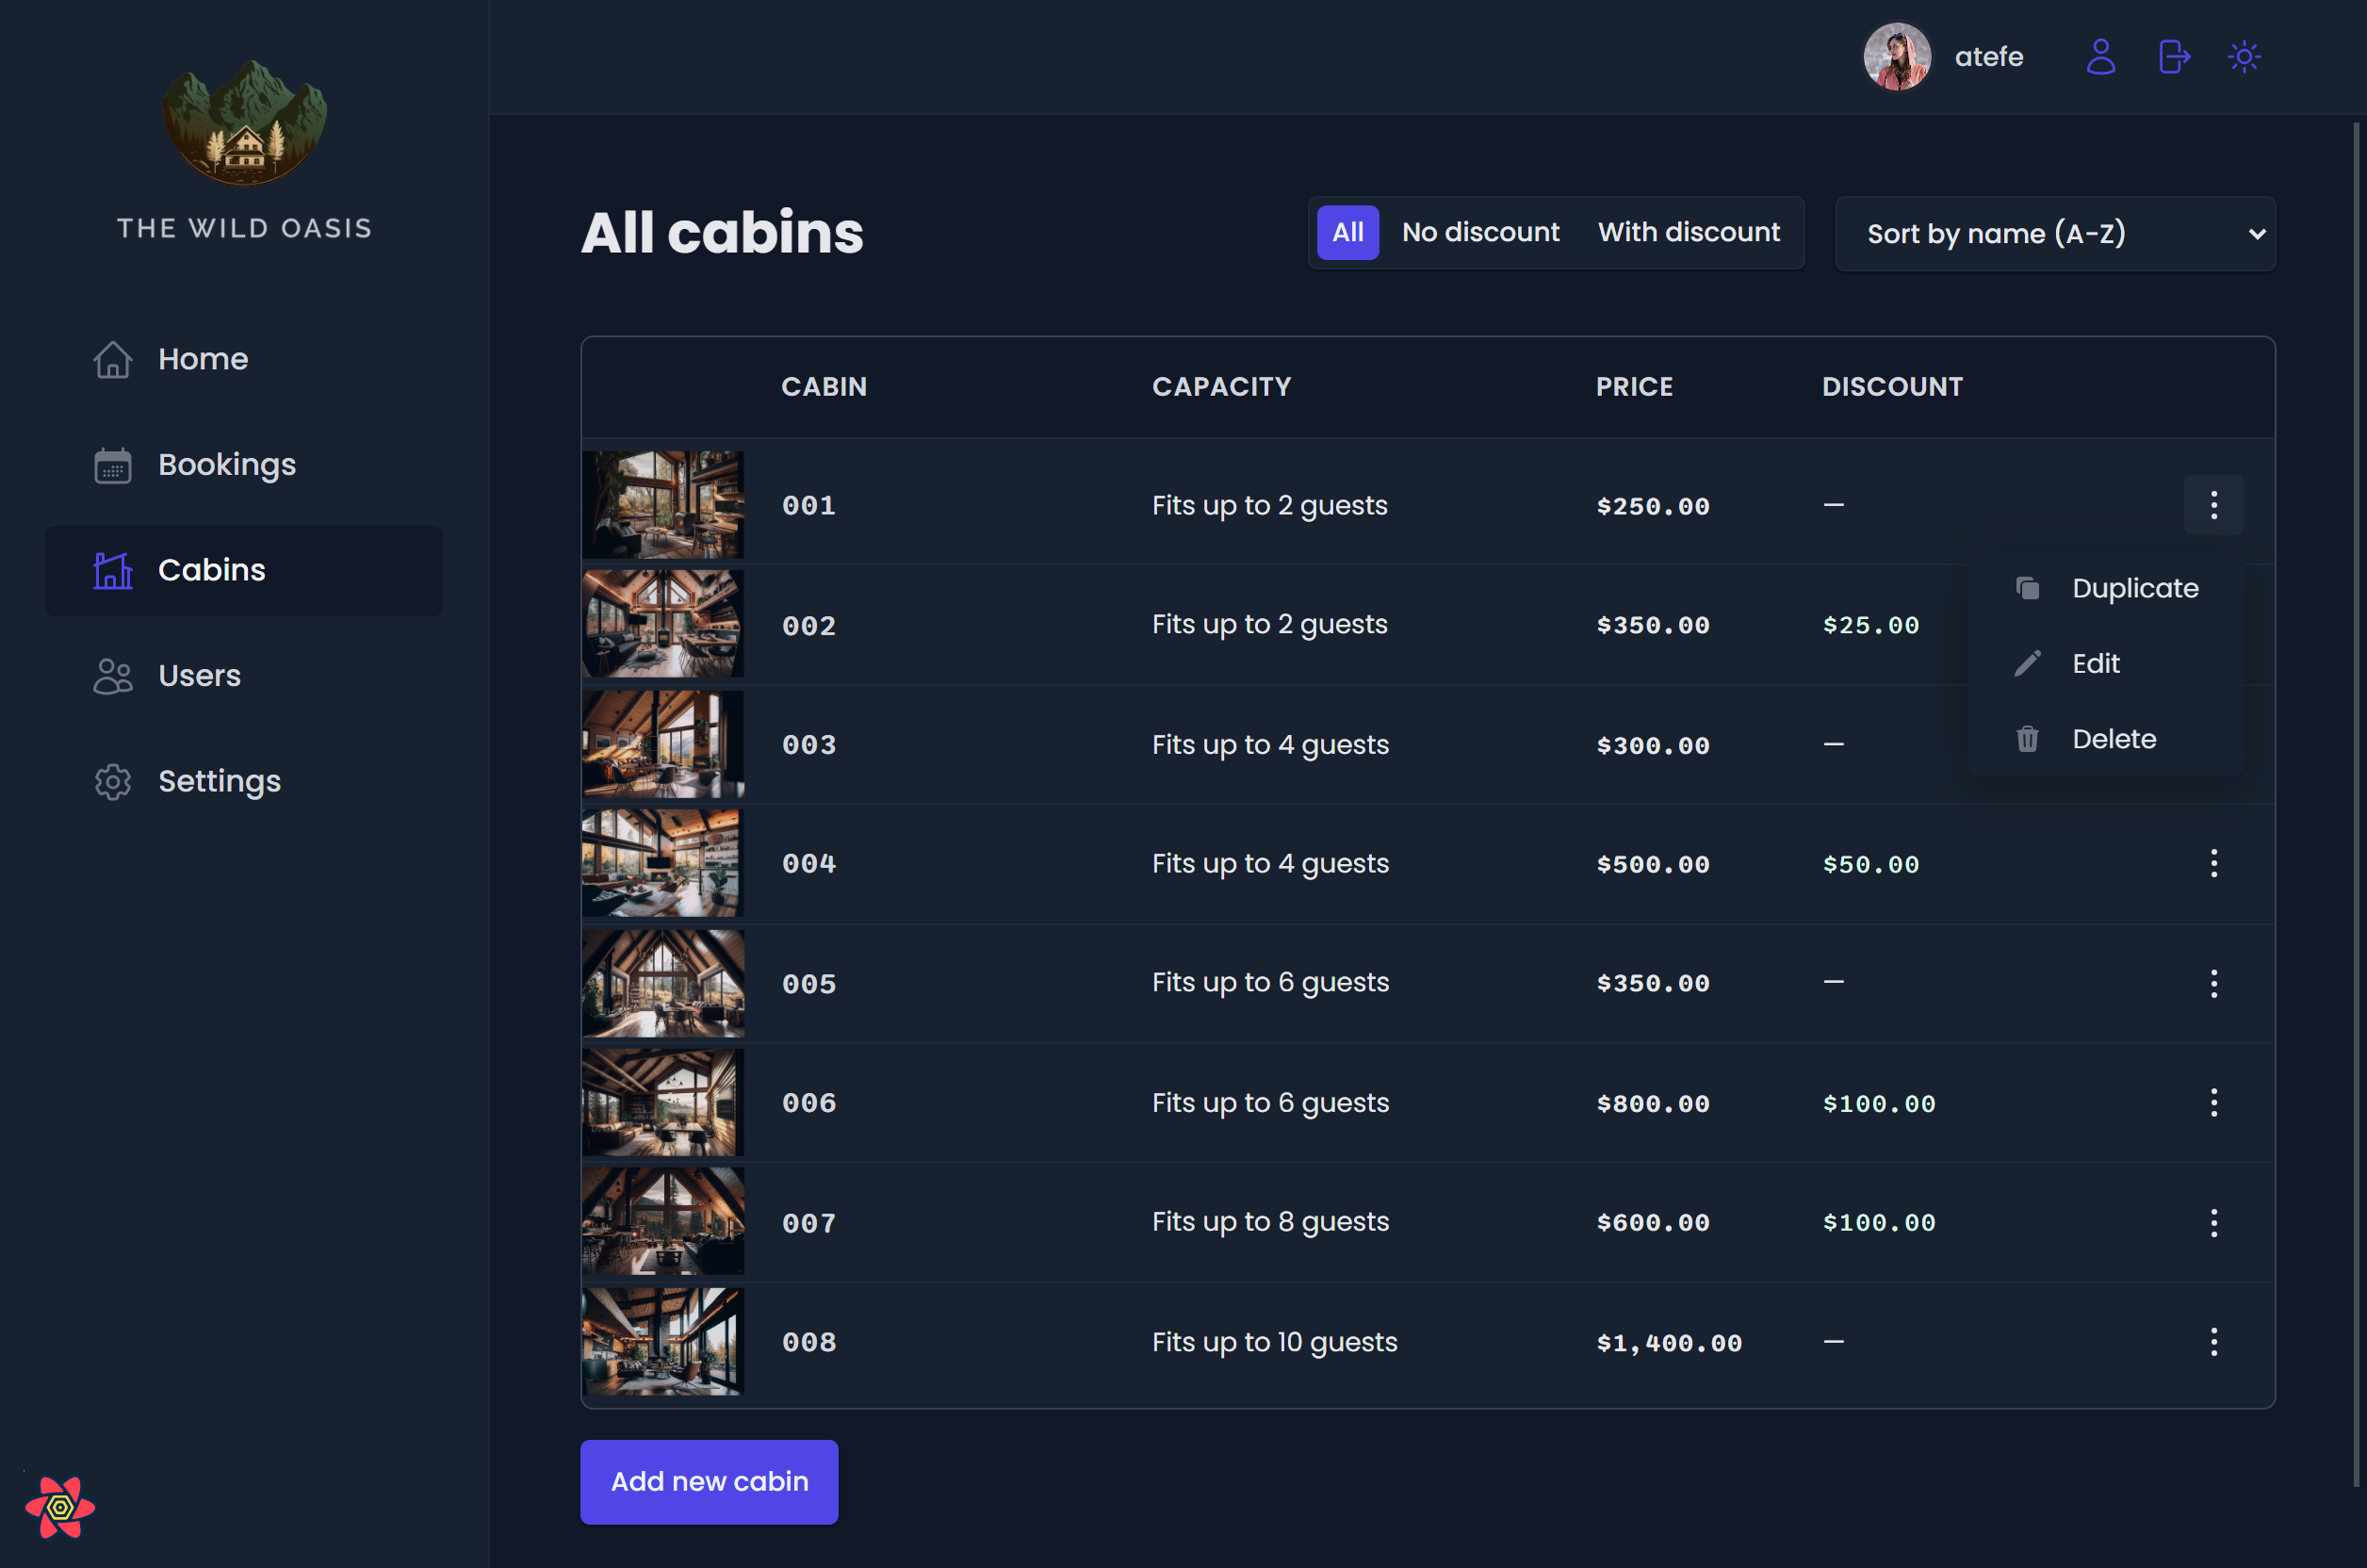 atefe
THE WILD OASIS
Home
Bookings
Cabins
Users
Settings
All cabins
All No discount With discount
Sort by name (A-Z)
CABIN CAPACITY PRICE DISCOUNT
001 Fits up to 2 guests $250.00 —
Duplicate
002 Fits up to 2 guests $350.00 $25.00
Edit
003 Fits up to 4 guests $300.00 —
Delete
004 Fits up to 4 guests $500.00 $50.00
005 Fits up to 6 guests $350.00 —
006 Fits up to 6 guests $800.00 $100.00
007 Fits up to 8 guests $600.00 $100.00
008 Fits up to 10 guests $1,400.00 —
Add new cabin